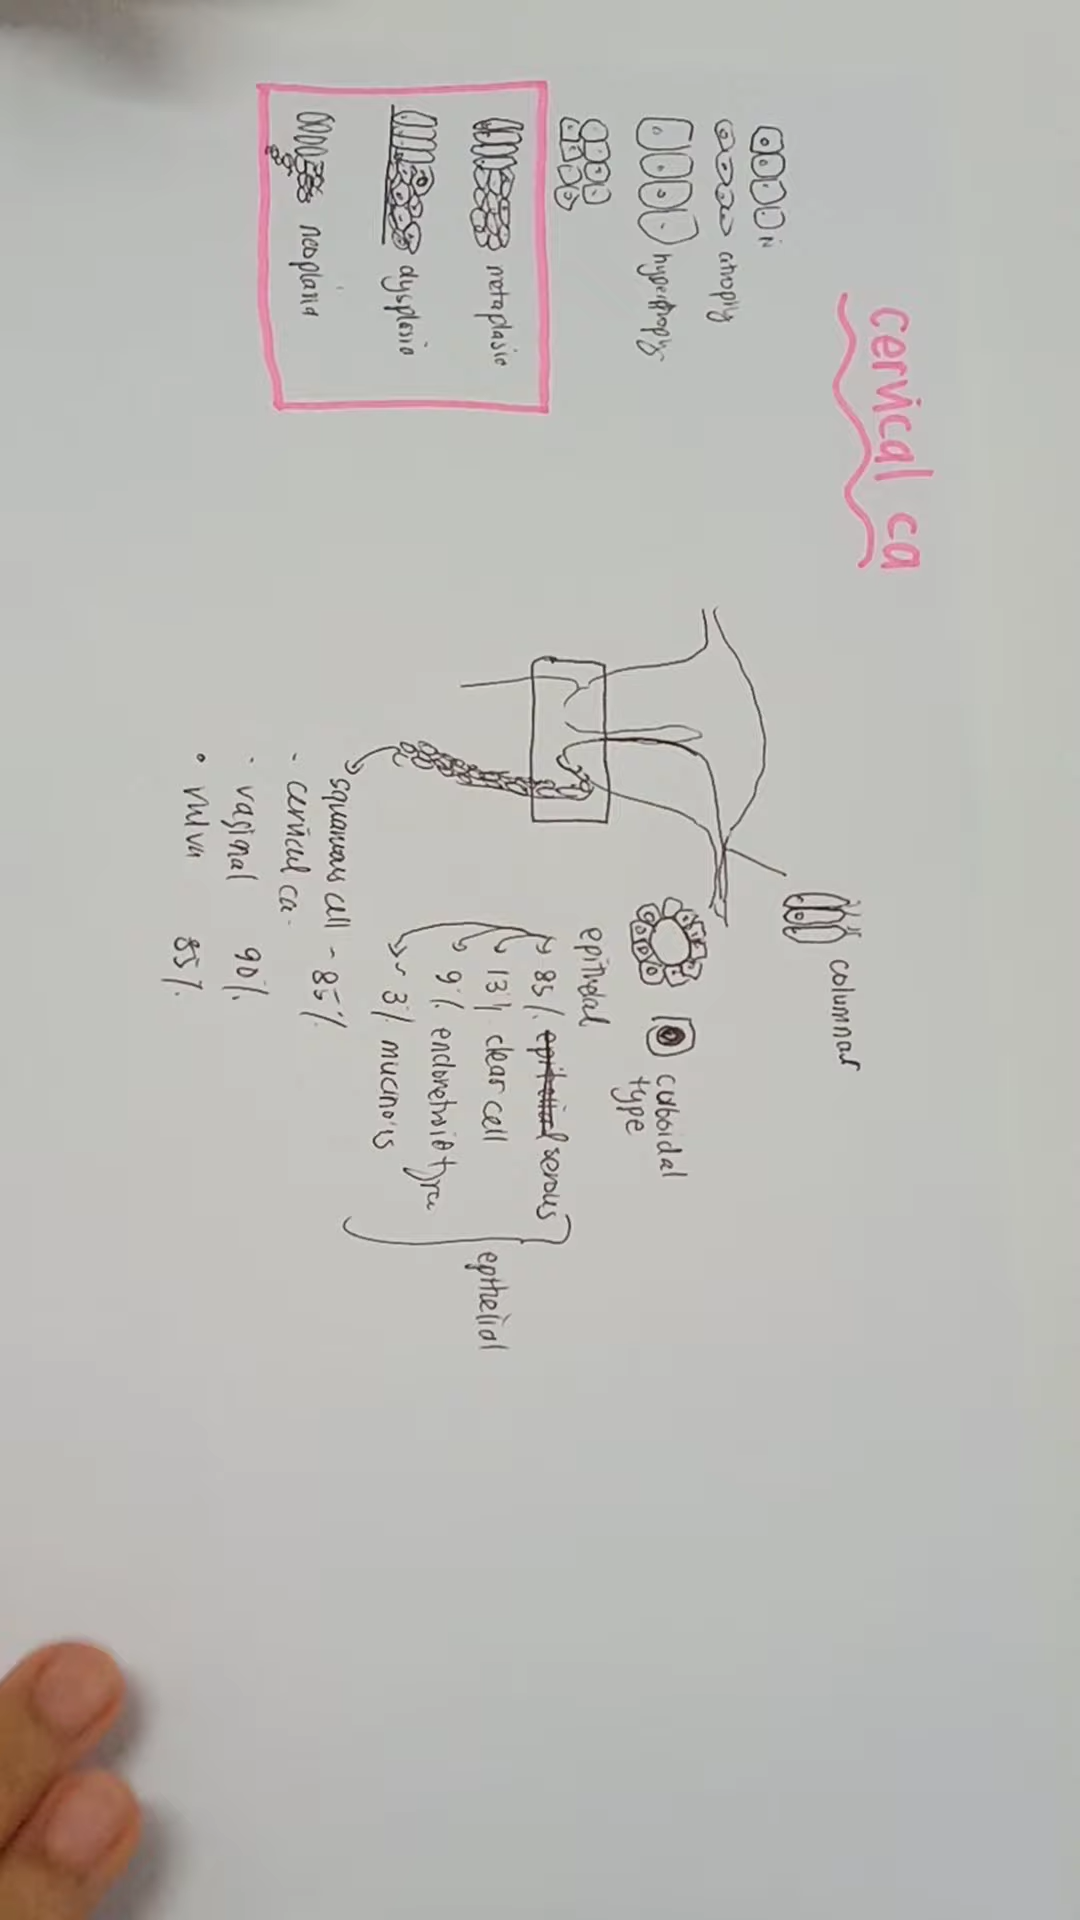 cervical ca
N
atrophy
hypertrophy
metaplasia
dysplasia
neoplasia
columnar
cuboidal
type
epithelial
85% epithelial serous
13% clear cell
9% endometrioid
3% mucinous
epithelial
squamous cell - 85%
- cervical ca -
- vaginal 90%
• vulva 85%